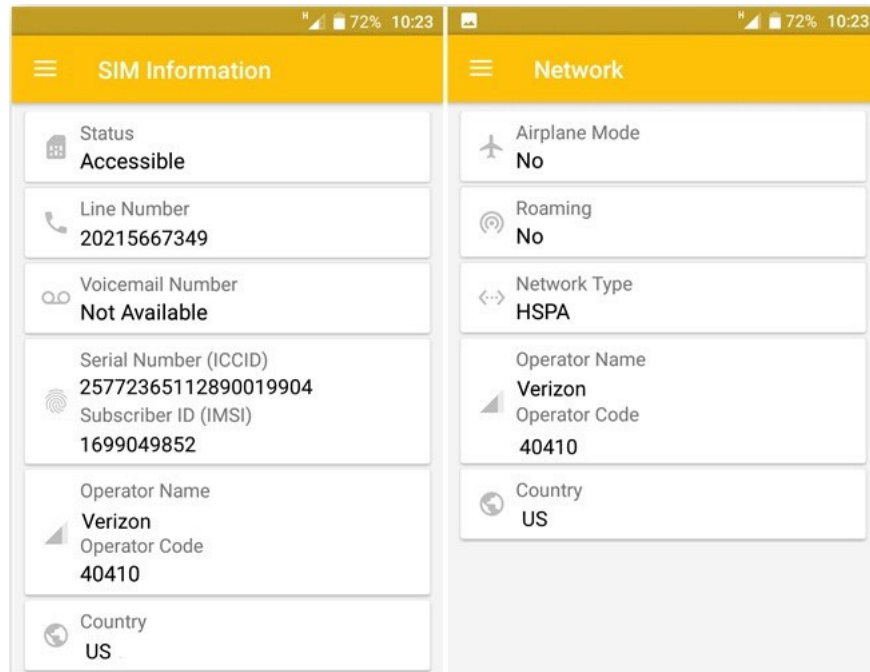 H 72% 10:23
SIM Information
Status
Accessible
Line Number
20215667349
Voicemail Number
Not Available
Serial Number (ICCID)
25772365112890019904
Subscriber ID (IMSI)
1699049852
Operator Name
Verizon
Operator Code
40410
Country
US
H 72% 10:23
Network
Airplane Mode
No
Roaming
No
Network Type
HSPA
Operator Name
Verizon
Operator Code
40410
Country
US